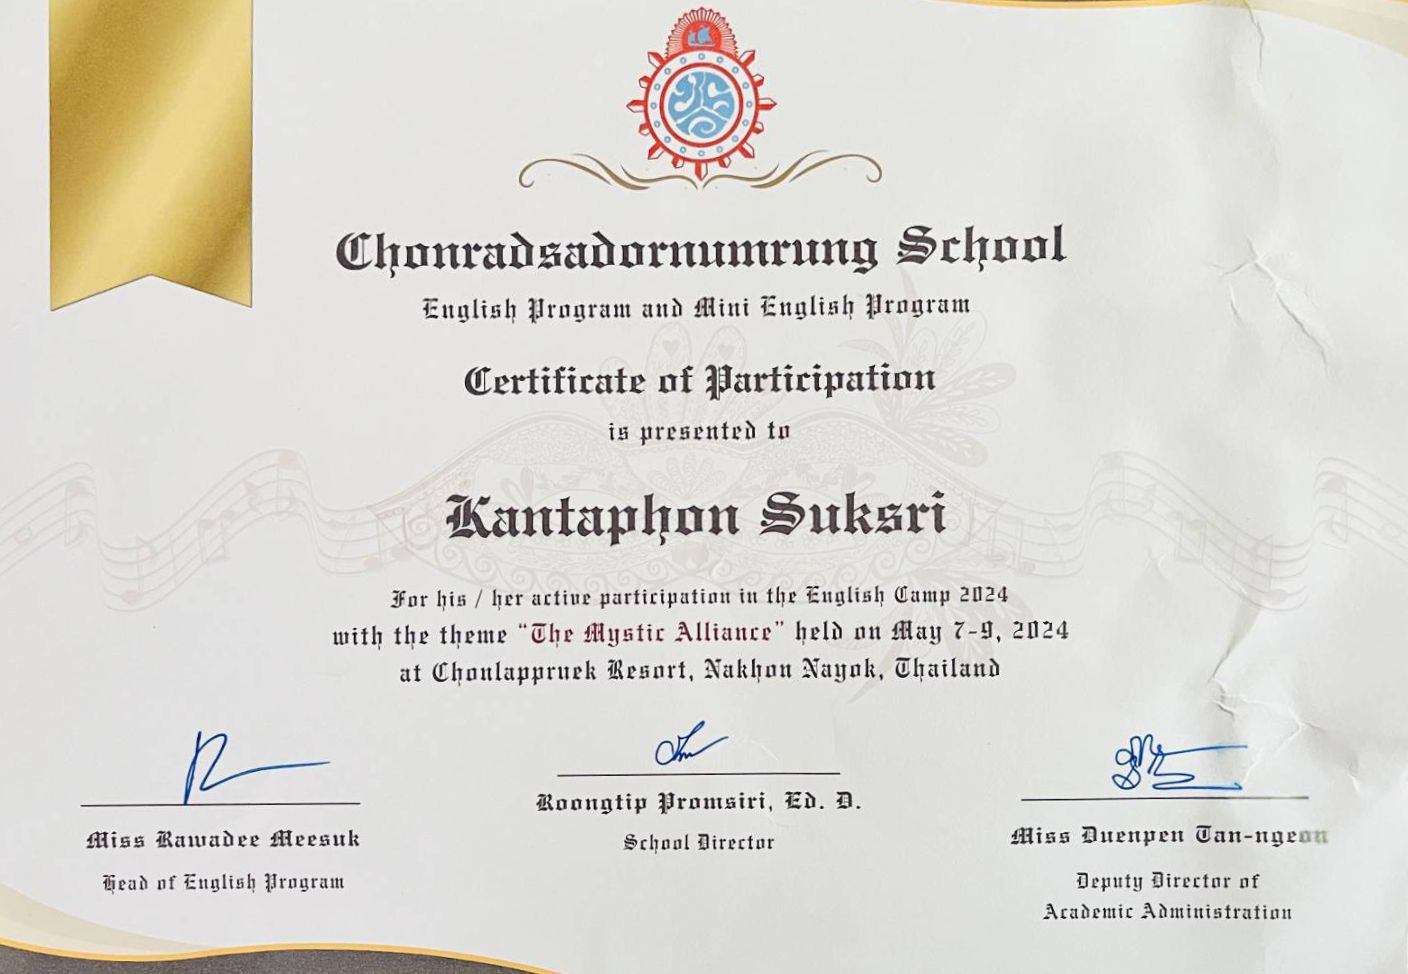 Chonradsadornumrung School
English Program and Mini English Program
Certificate of Participation
is presented to
Kantaphon Suksri
For his / her active participation in the English Camp 2024
with the theme “The Mystic Alliance” held on May 7-9, 2024
at Chonlappruek Resort, Nakhon Nayok, Thailand
Miss Rawadee Meesuk
Head of English Program
Roongtip Promsiri, Ed. D.
School Director
Miss Duenpen Tan-ngeon
Deputy Director of
Academic Administration